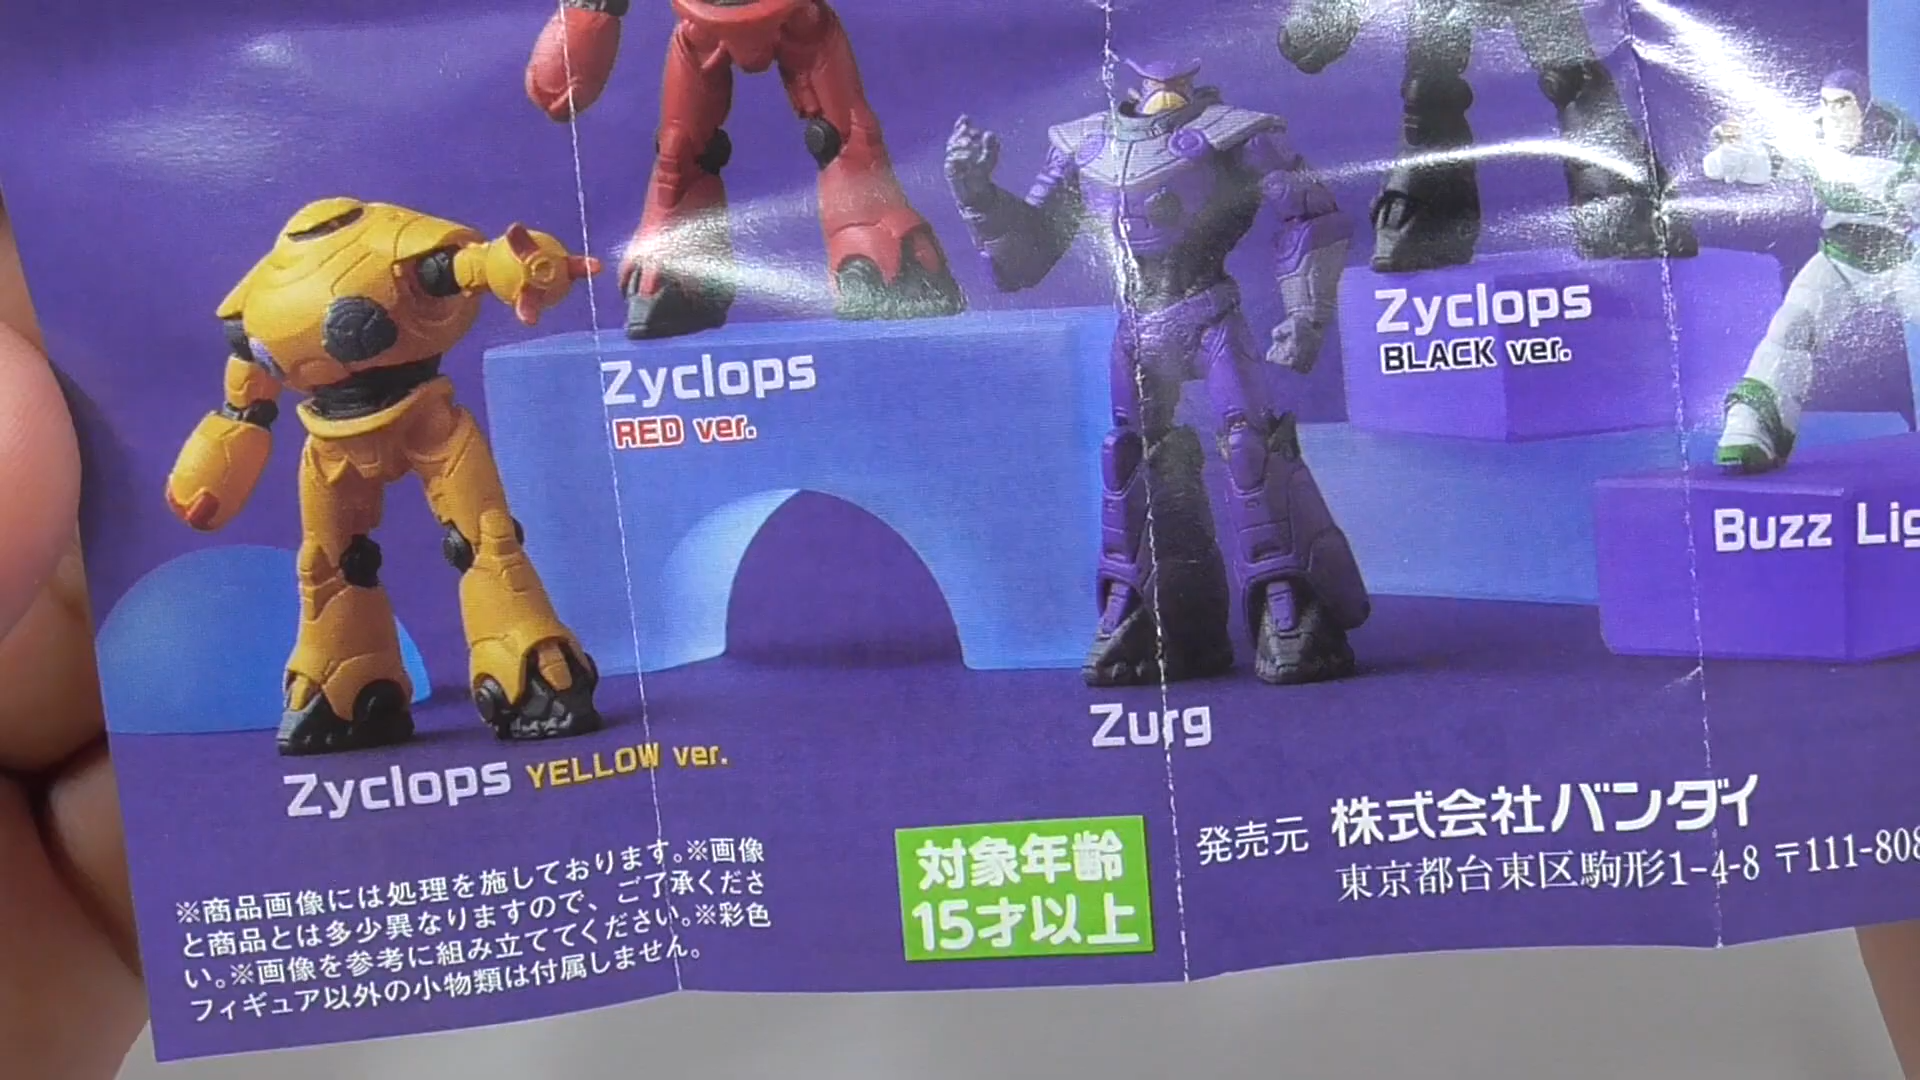 Zyclops
BLACK ver.
Zyclops
RED ver.
Buzz
Zurg
Zyclops YELLOW ver.
※商品画像には処理を施しております。※画像
と商品とは多少異なりますので、ご了承くださ
い。※画像を参考に組み立ててください。※彩色
フィギュア以外の小物類は付属しません。
対象年齢
15才以上
発売元 株式会社バンダイ
東京都台東区駒形1-4-8 〒111-808